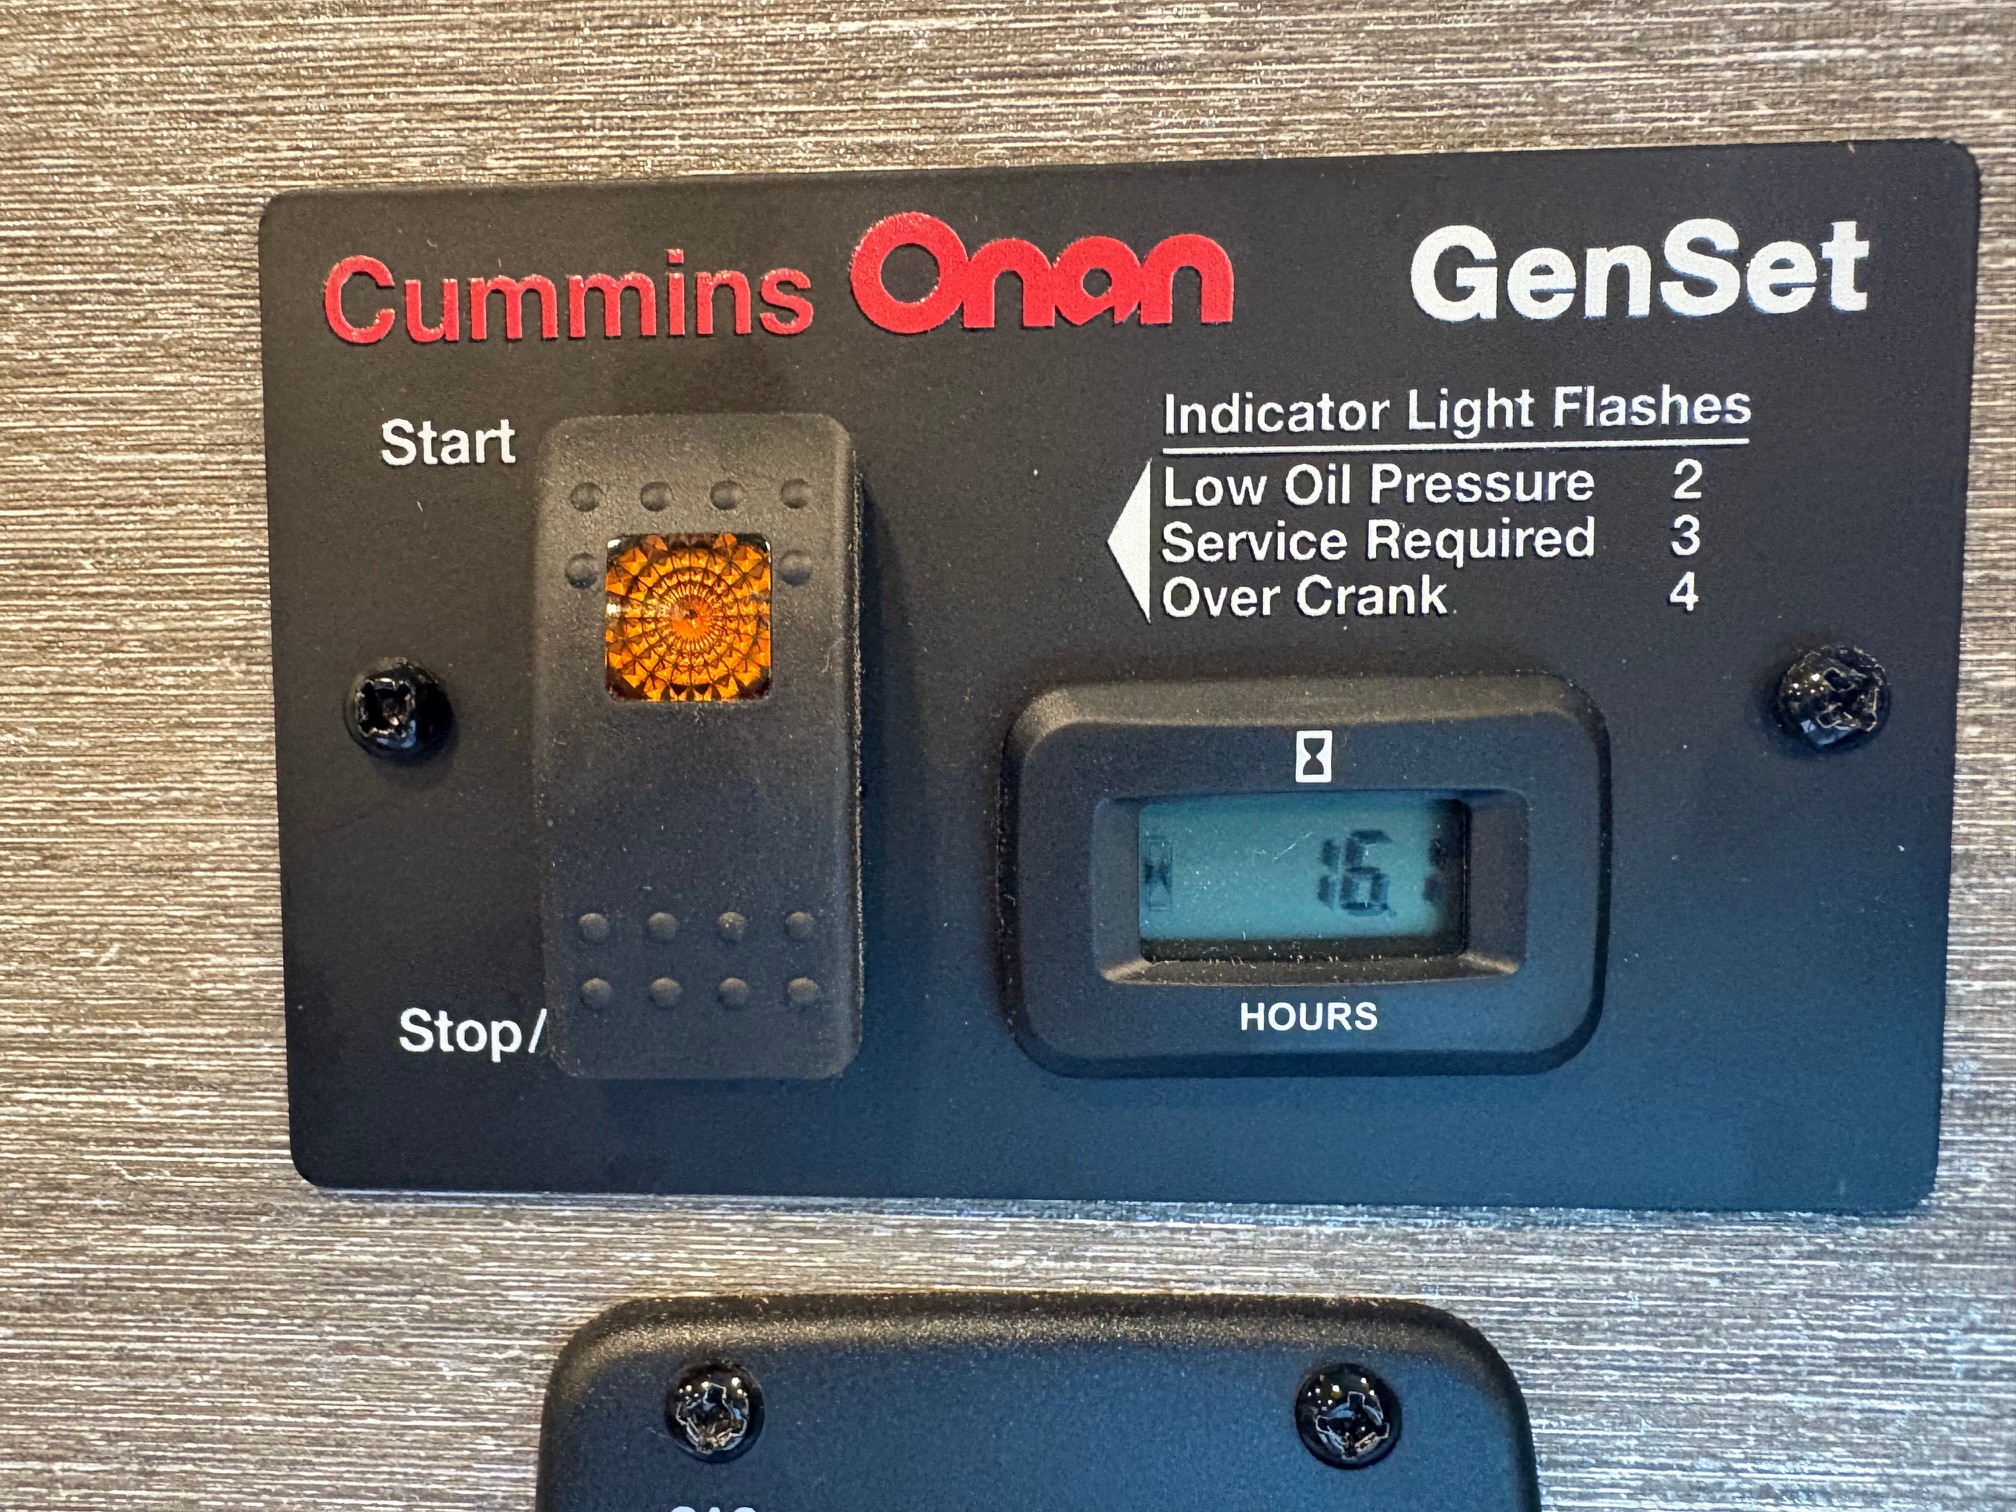 Cummins Onan GenSet
Start
Indicator Light Flashes
Low Oil Pressure 2
Service Required 3
Over Crank 4
16.1
HOURS
Stop/